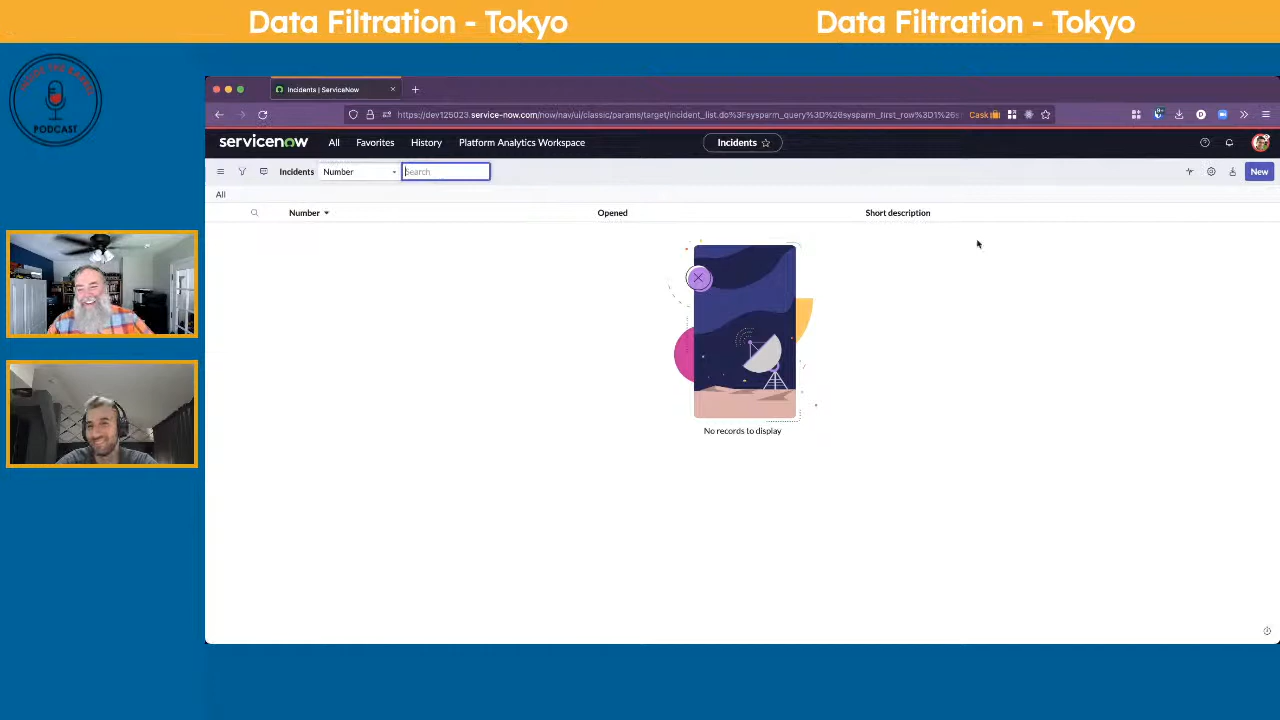 Data Filtration - Tokyo
Data Filtration - Tokyo
PODCAST
Incidents | ServiceNow
https://dev125023.service-now.com/now/nav/ui/classic/params/target/incident_list.do%3Fsysparm_query%3D%26sysparm_first_row%3D1%26s
Cask
servicenow
All
Favorites
History
Platform Analytics Workspace
Incidents
Incidents
Number
Search
New
All
Number
Opened
Short description
No records to display